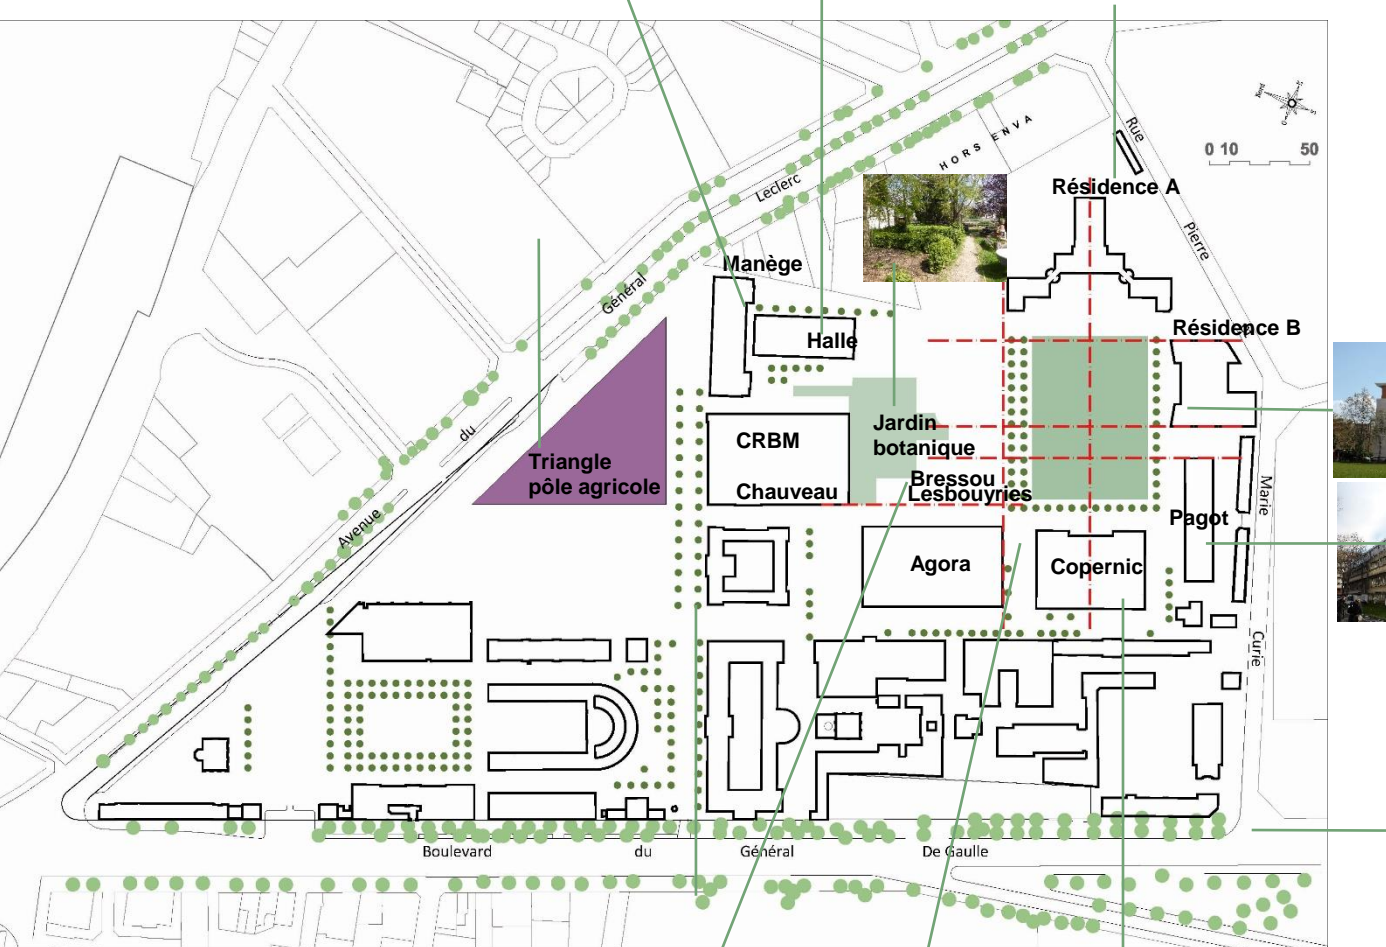 HORS ENVA
Rue
0 10 50
Leclerc
Résidence A
Pierre
Manège
Général
Résidence B
Halle
Jardin
botanique
du
CRBM
Triangle
pôle agricole
Bressou
Lesbouyries
Chauveau
Marie
Avenue
Pagot
Agora
Copernic
Curie
Boulevard du Général De Gaulle